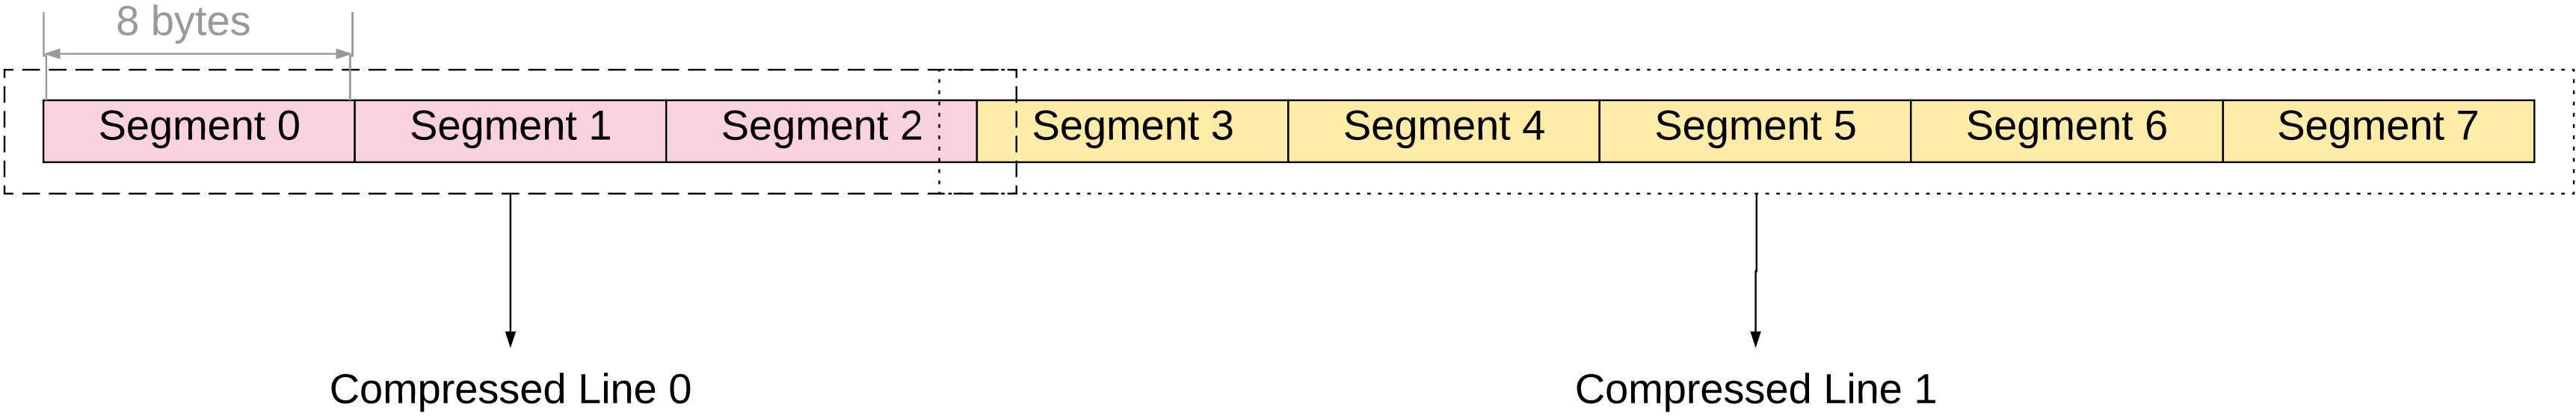 8 bytes
Segment 0 Segment 1 Segment 2 Segment 3 Segment 4 Segment 5 Segment 6 Segment 7
Compressed Line 0 Compressed Line 1